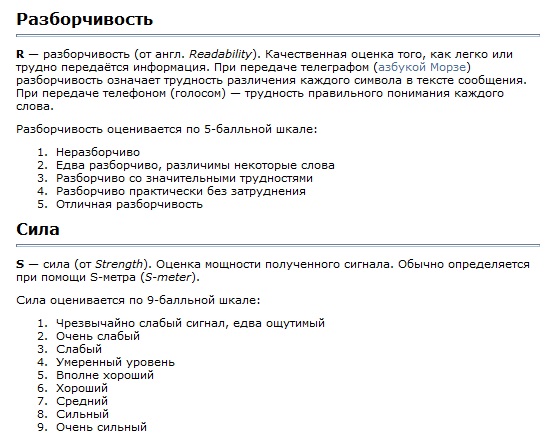 Разборчивость
R — разборчивость (от англ. Readability). Качественная оценка того, как легко или
трудно передаётся информация. При передаче телеграфом (азбукой Морзе)
разборчивость означает трудность различения каждого символа в тексте сообщения.
При передаче телефоном (голосом) — трудность правильного понимания каждого
слова.
Разборчивость оценивается по 5-балльной шкале:
1. Неразборчиво
2. Едва разборчиво, различимы некоторые слова
3. Разборчиво со значительными трудностями
4. Разборчиво практически без затруднения
5. Отличная разборчивость
Сила
S — сила (от Strength). Оценка мощности полученного сигнала. Обычно определяется
при помощи S-метра (S-meter).
Сила оценивается по 9-балльной шкале:
1. Чрезвычайно слабый сигнал, едва ощутимый
2. Очень слабый
3. Слабый
4. Умеренный уровень
5. Вполне хороший
6. Хороший
7. Средний
8. Сильный
9. Очень сильный